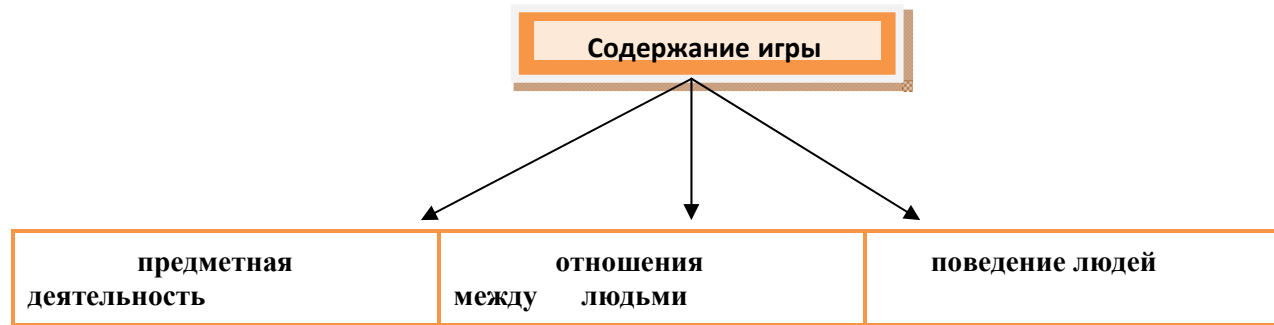 Содержание игры
предметная
деятельность
отношения
между людьми
поведение людей